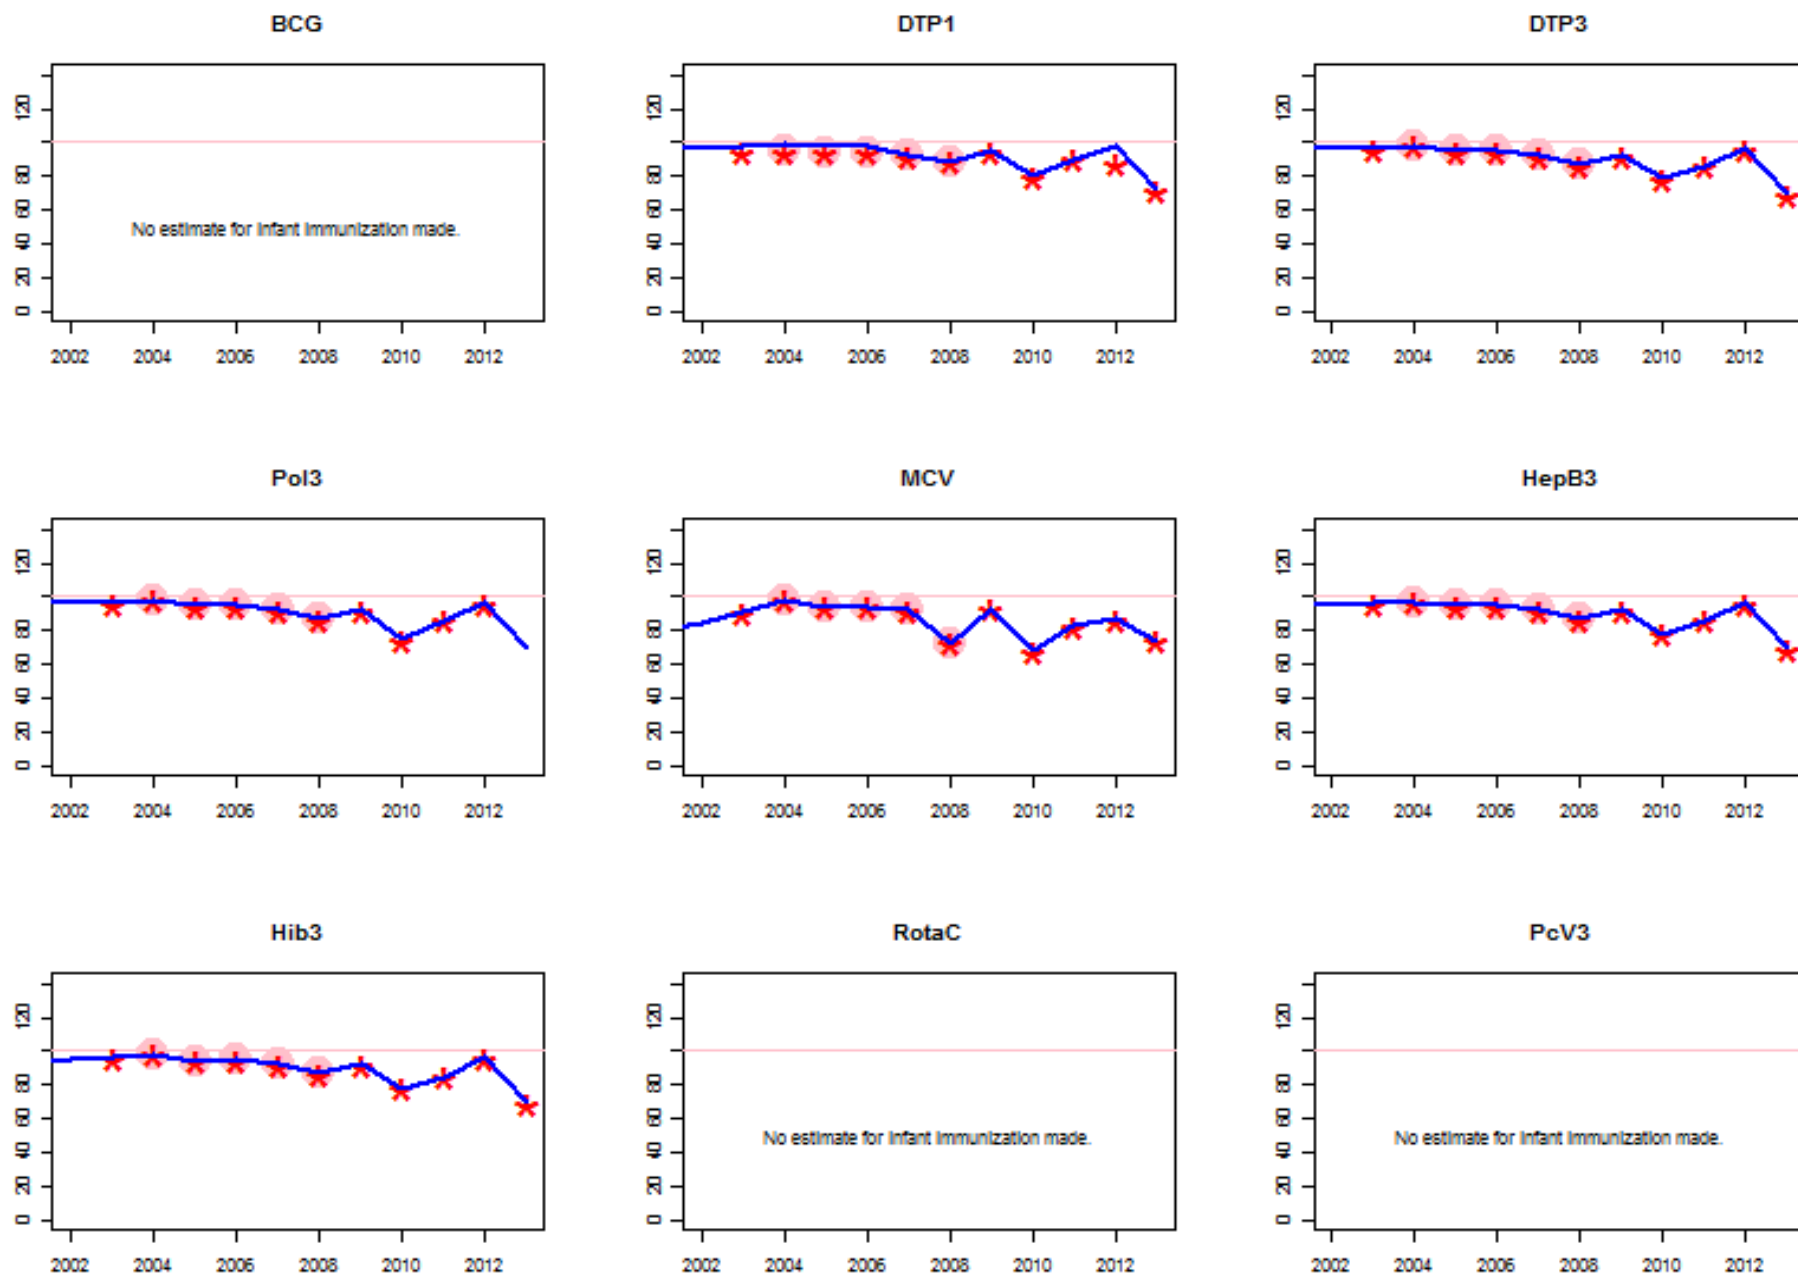 BCG DTP1 DTP3
120 120 120
80 80 80
60 60 60
No estimate for infant immunization made.
40 40 40
20 20 20
0 0 0
2002 2004 2006 2008 2010 2012 2002 2004 2006 2008 2010 2012 2002 2004 2006 2008 2010 2012
Pol3 MCV HepB3
120 120 120
80 80 80
60 60 60
40 40 40
20 20 20
0 0 0
2002 2004 2006 2008 2010 2012 2002 2004 2006 2008 2010 2012 2002 2004 2006 2008 2010 2012
Hib3 RotaC PcV3
120 120 120
80 80 80
60 60 60
No estimate for infant immunization made. No estimate for infant immunization made.
40 40 40
20 20 20
0 0 0
2002 2004 2006 2008 2010 2012 2002 2004 2006 2008 2010 2012 2002 2004 2006 2008 2010 2012